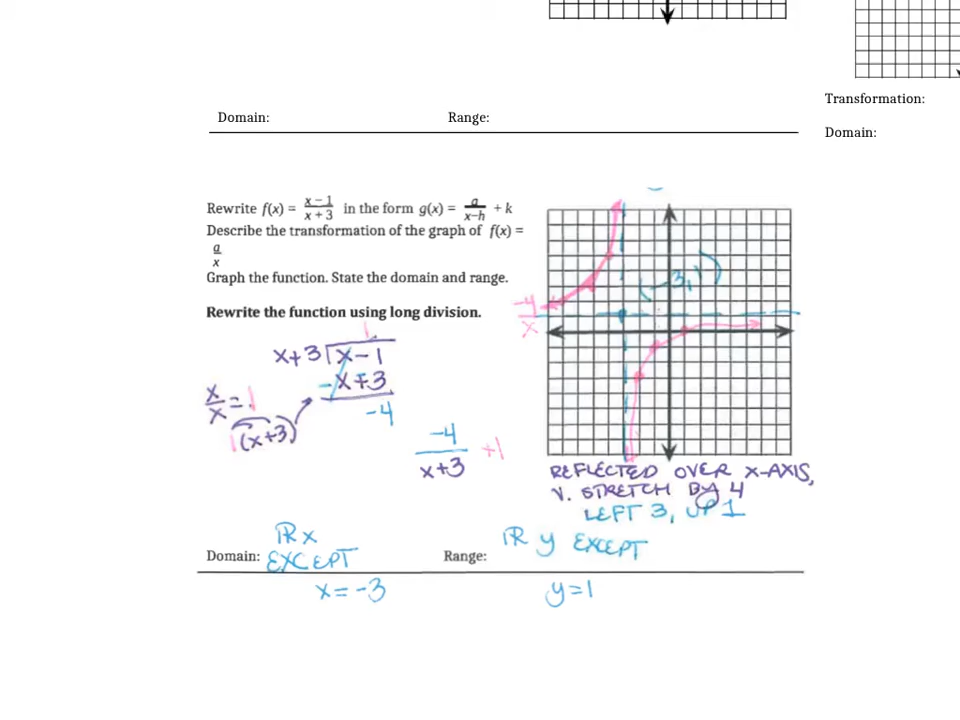 Transformation:
Domain: Range:
Domain:
Rewrite f(x) = x − 1 / x + 3 in the form g(x) = a / x−h + k
Describe the transformation of the graph of f(x) =
a / x
Graph the function. State the domain and range.
Rewrite the function using long division.
1
x+3 x−1
−x+3
−4
x/x = 1
1(x+3)
−4 / x+3 +1
(−3,1)
−4 / x
REFLECTED OVER X-AXIS,
V. STRETCH BY 4
LEFT 3, UP 1
Domain: ℝ x EXCEPT
x = −3
Range: ℝ y EXCEPT
y=1